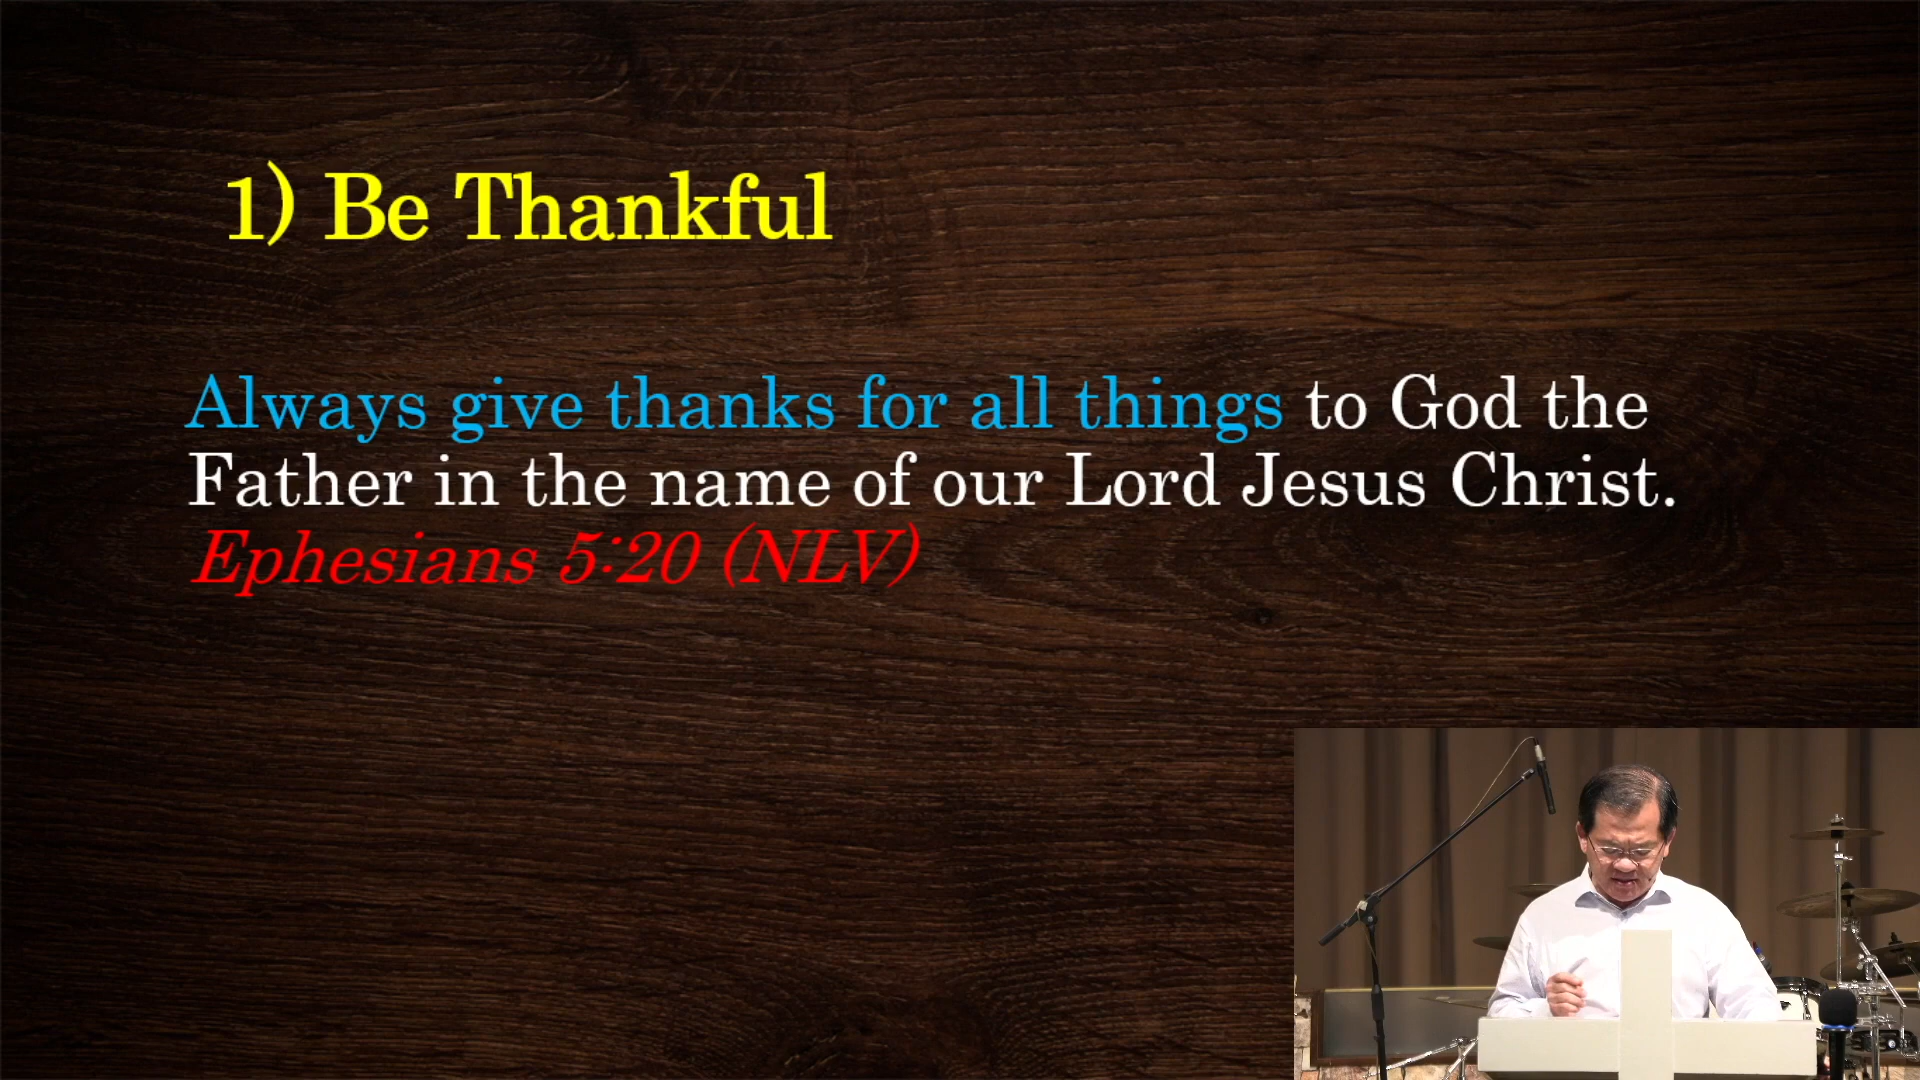 1) Be Thankful
Always give thanks for all things to God the
Father in the name of our Lord Jesus Christ.
Ephesians 5:20 (NLV)